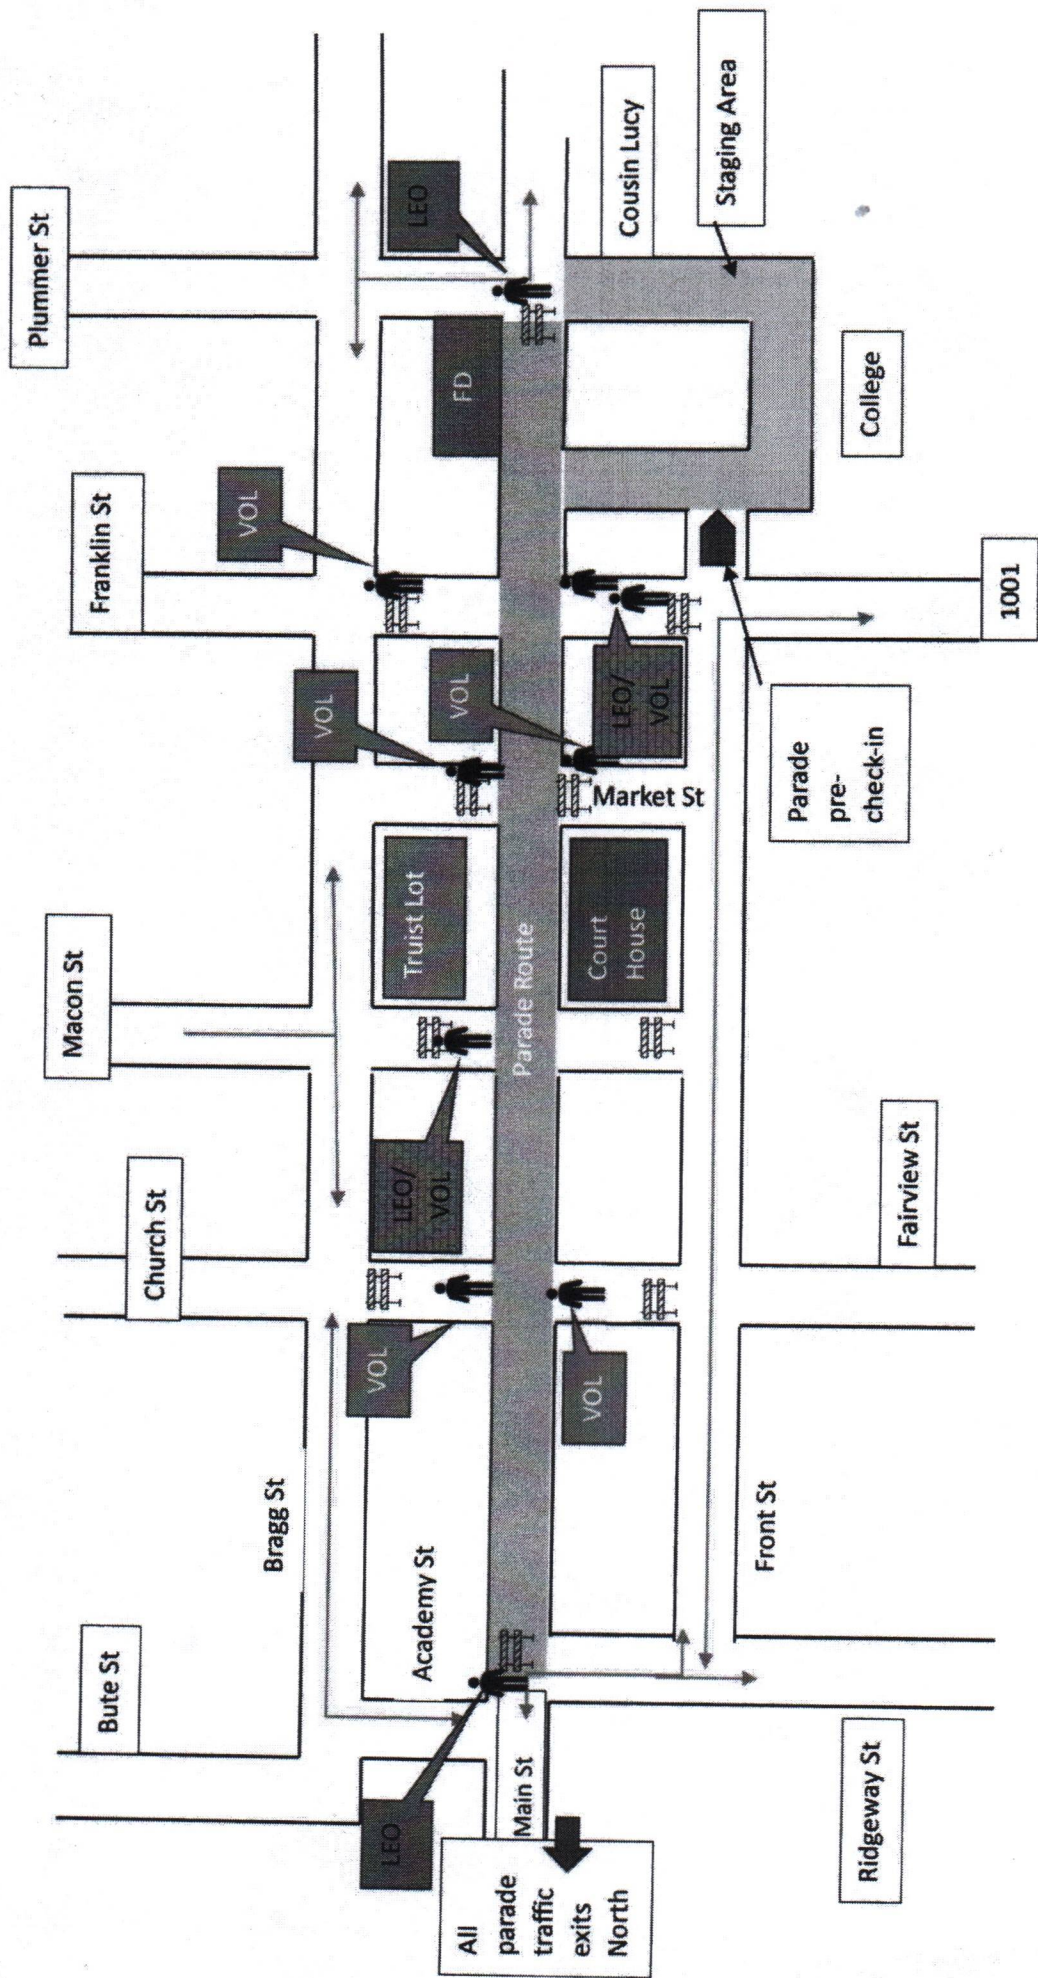 Plummer St
Franklin St
Macon St
Church St
Bute St
LEO
FD
VOL
VOL
VOL
Truist Lot
LEO/
VOL
VOL
Bragg St
Academy St
LEO
Parade Route
Main St
All
parade
traffic
exits
North
Cousin Lucy
Staging Area
College
LEO/
VOL
Market St
Court
House
VOL
1001
Parade
pre-
check-in
Fairview St
Front St
Ridgeway St